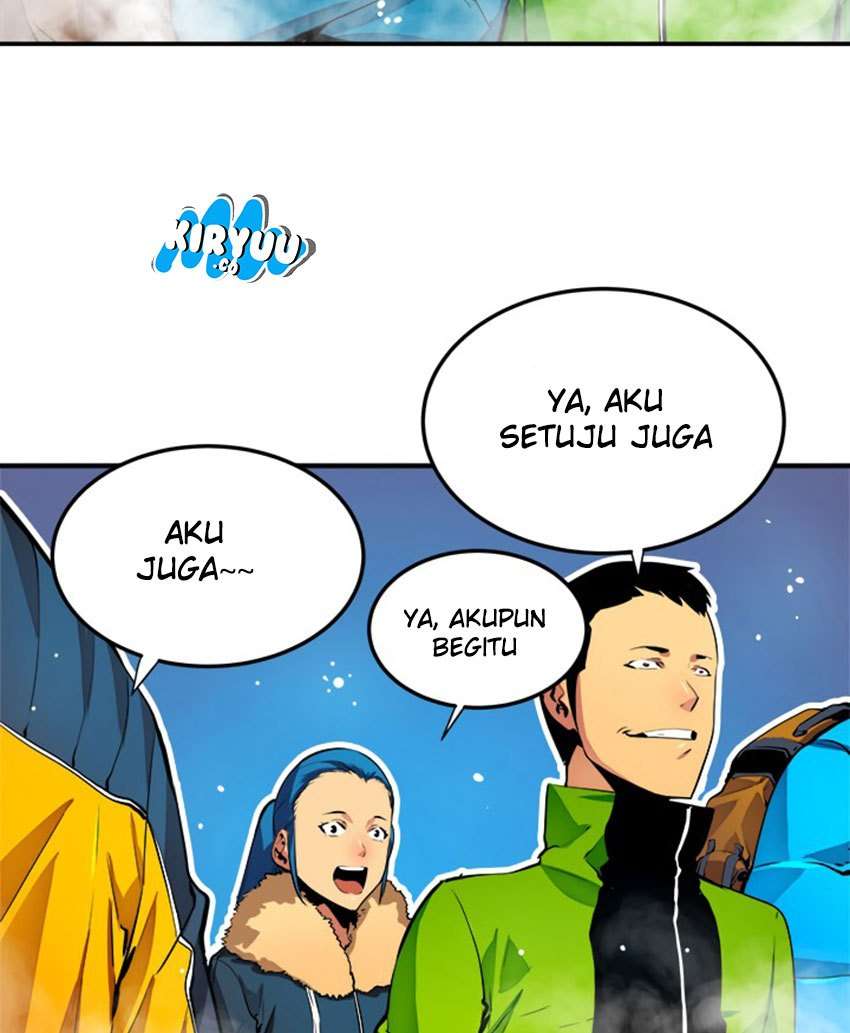 KIRYUU
.CO
YA, AKU
SETUJU JUGA
AKU
JUGA~~
YA, AKUPUN
BEGITU